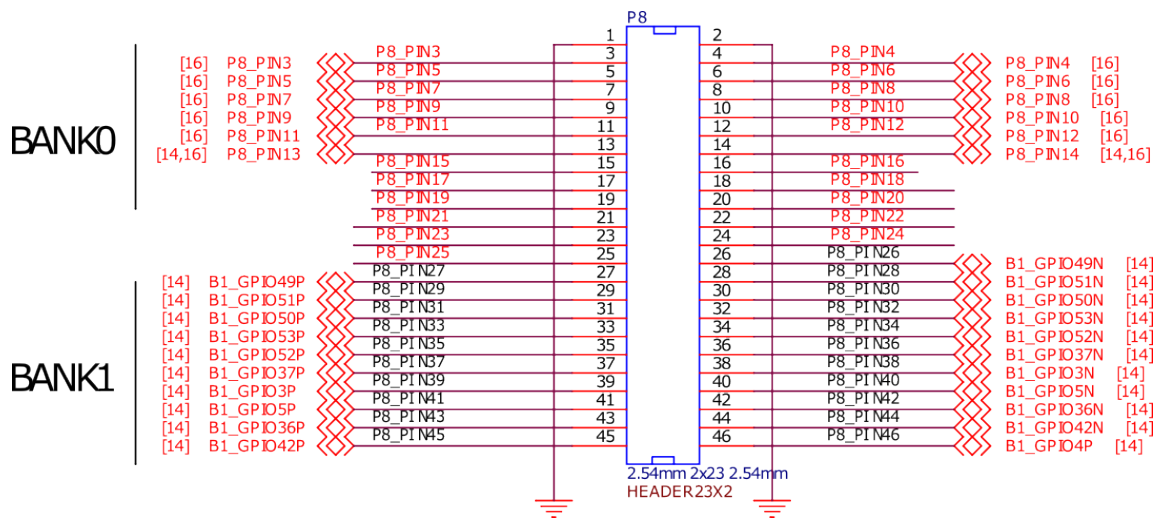 P8
1 2
P8_PIN3 3 4 P8_PIN4
[16] P8_PIN3 P8_PIN5 5 6 P8_PIN6 P8_PIN4 [16]
[16] P8_PIN5 P8_PIN7 7 8 P8_PIN8 P8_PIN6 [16]
[16] P8_PIN7 P8_PIN9 9 10 P8_PIN10 P8_PIN8 [16]
[16] P8_PIN9 P8_PIN11 11 12 P8_PIN12 P8_PIN10 [16]
[16] P8_PIN11 13 14 P8_PIN12 [16]
BANK0
[14,16] P8_PIN13 P8_PIN15 15 16 P8_PIN16 P8_PIN14 [14,16]
P8_PIN17 17 18 P8_PIN18
P8_PIN19 19 20 P8_PIN20
P8_PIN21 21 22 P8_PIN22
P8_PIN23 23 24 P8_PIN24
P8_PIN25 25 26 P8_PIN26
P8_PIN27 27 28 P8_PIN28 B1_GPIO49N [14]
[14] B1_GPIO49P P8_PIN29 29 30 P8_PIN30 B1_GPIO51N [14]
[14] B1_GPIO51P P8_PIN31 31 32 P8_PIN32 B1_GPIO50N [14]
[14] B1_GPIO50P P8_PIN33 33 34 P8_PIN34 B1_GPIO53N [14]
[14] B1_GPIO53P P8_PIN35 35 36 P8_PIN36 B1_GPIO52N [14]
[14] B1_GPIO52P P8_PIN37 37 38 P8_PIN38 B1_GPIO37N [14]
BANK1
[14] B1_GPIO37P P8_PIN39 39 40 P8_PIN40 B1_GPIO3N [14]
[14] B1_GPIO3P P8_PIN41 41 42 P8_PIN42 B1_GPIO5N [14]
[14] B1_GPIO5P P8_PIN43 43 44 P8_PIN44 B1_GPIO36N [14]
[14] B1_GPIO36P P8_PIN45 45 46 P8_PIN46 B1_GPIO42N [14]
[14] B1_GPIO42P B1_GPIO4P [14]
2.54mm 2x23 2.54mm
HEADER23X2